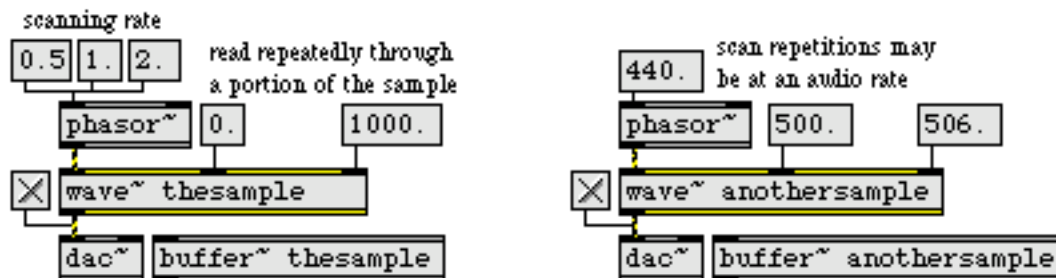 scanning rate
0.5 1. 2.
read repeatedly through
a portion of the sample
phasor~ 0. 1000.
wave~ thesample
dac~ buffer~ thesample
scan repetitions may
be at an audio rate
440.
phasor~ 500. 506.
wave~ anothersample
dac~ buffer~ anothersample